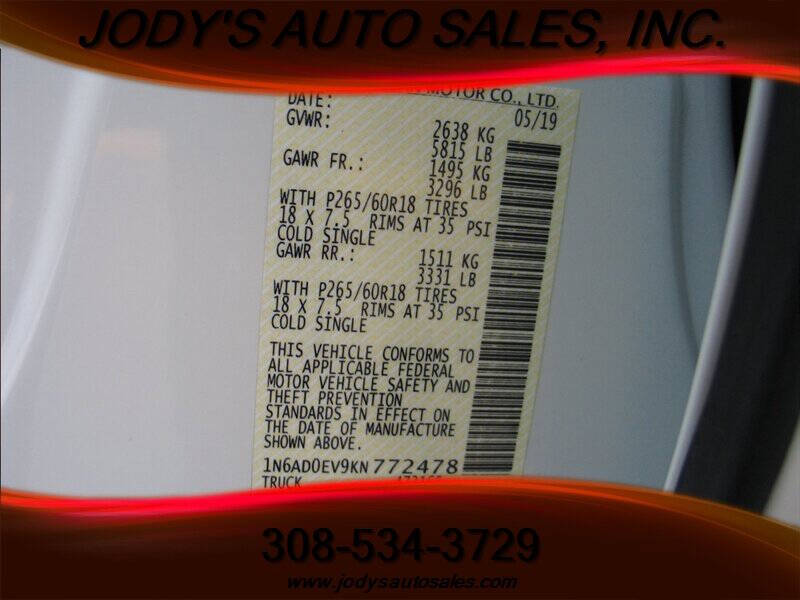 JODY'S AUTO SALES, INC.
MOTOR CO., LTD.
DATE: 05/19
GVWR: 2638 KG
5815 LB
GAWR FR.: 1495 KG
3296 LB
WITH P265/60R18 TIRES
18 X 7.5 RIMS AT 35 PSI
COLD SINGLE
GAWR RR.: 1511 KG
3331 LB
WITH P265/60R18 TIRES
18 X 7.5 RIMS AT 35 PSI
COLD SINGLE
THIS VEHICLE CONFORMS TO
ALL APPLICABLE FEDERAL
MOTOR VEHICLE SAFETY AND
THEFT PREVENTION
STANDARDS IN EFFECT ON
THE DATE OF MANUFACTURE
SHOWN ABOVE.
1N6AD0EV9KN772478
TRUCK
308-534-3729
www.jodysautosales.com